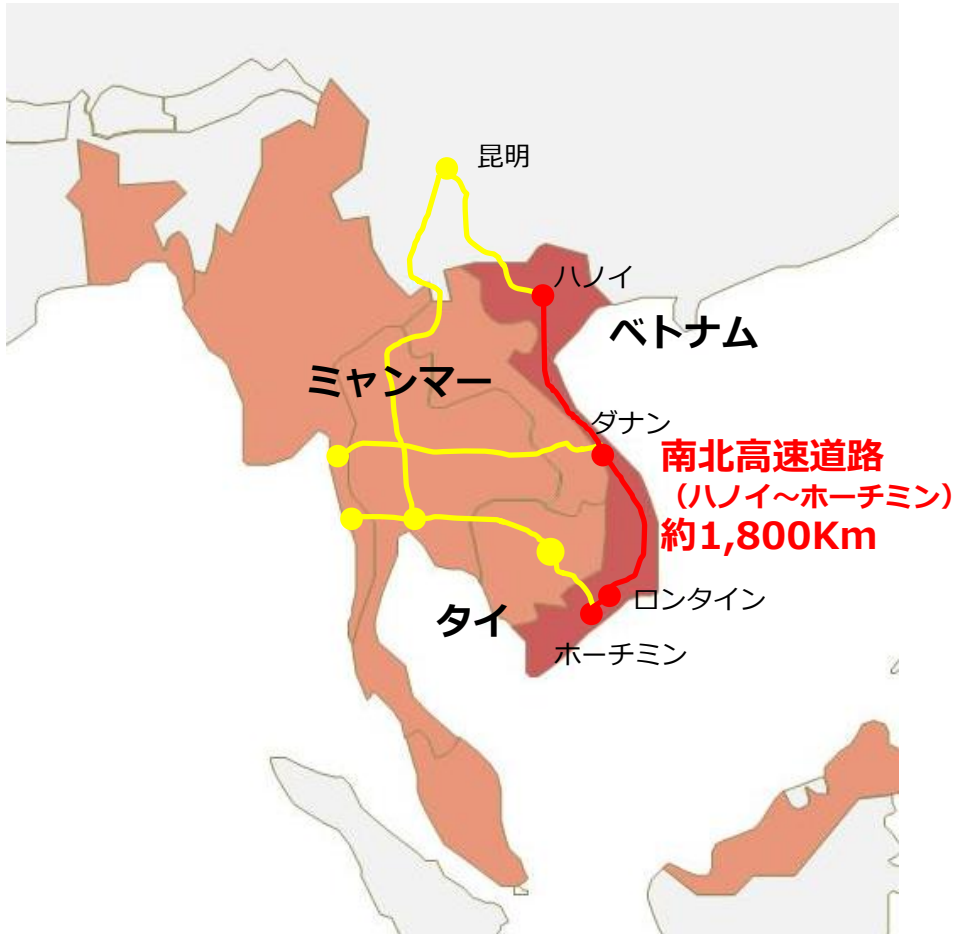 昆明
ハノイ
ベトナム
ミャンマー
ダナン
南北高速道路
（ハノイ～ホーチミン）
約1,800Km
ロンタイン
タイ
ホーチミン